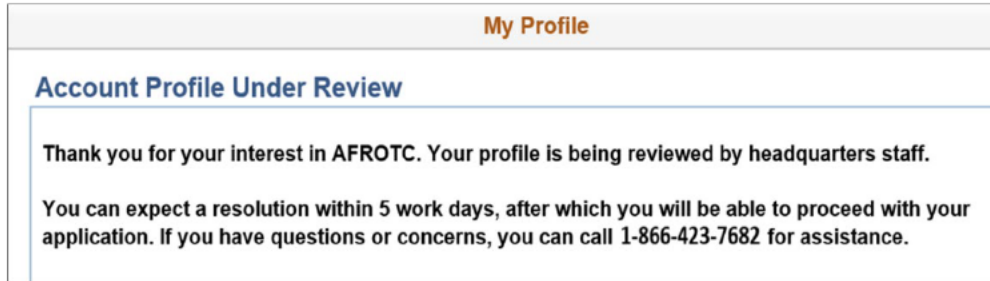 My Profile
Account Profile Under Review
Thank you for your interest in AFROTC. Your profile is being reviewed by headquarters staff.
You can expect a resolution within 5 work days, after which you will be able to proceed with your
application. If you have questions or concerns, you can call 1-866-423-7682 for assistance.